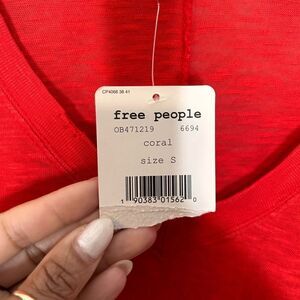 CP4066.38.41
free people
OB471219 6694
coral
size S
1 90383 01562 0